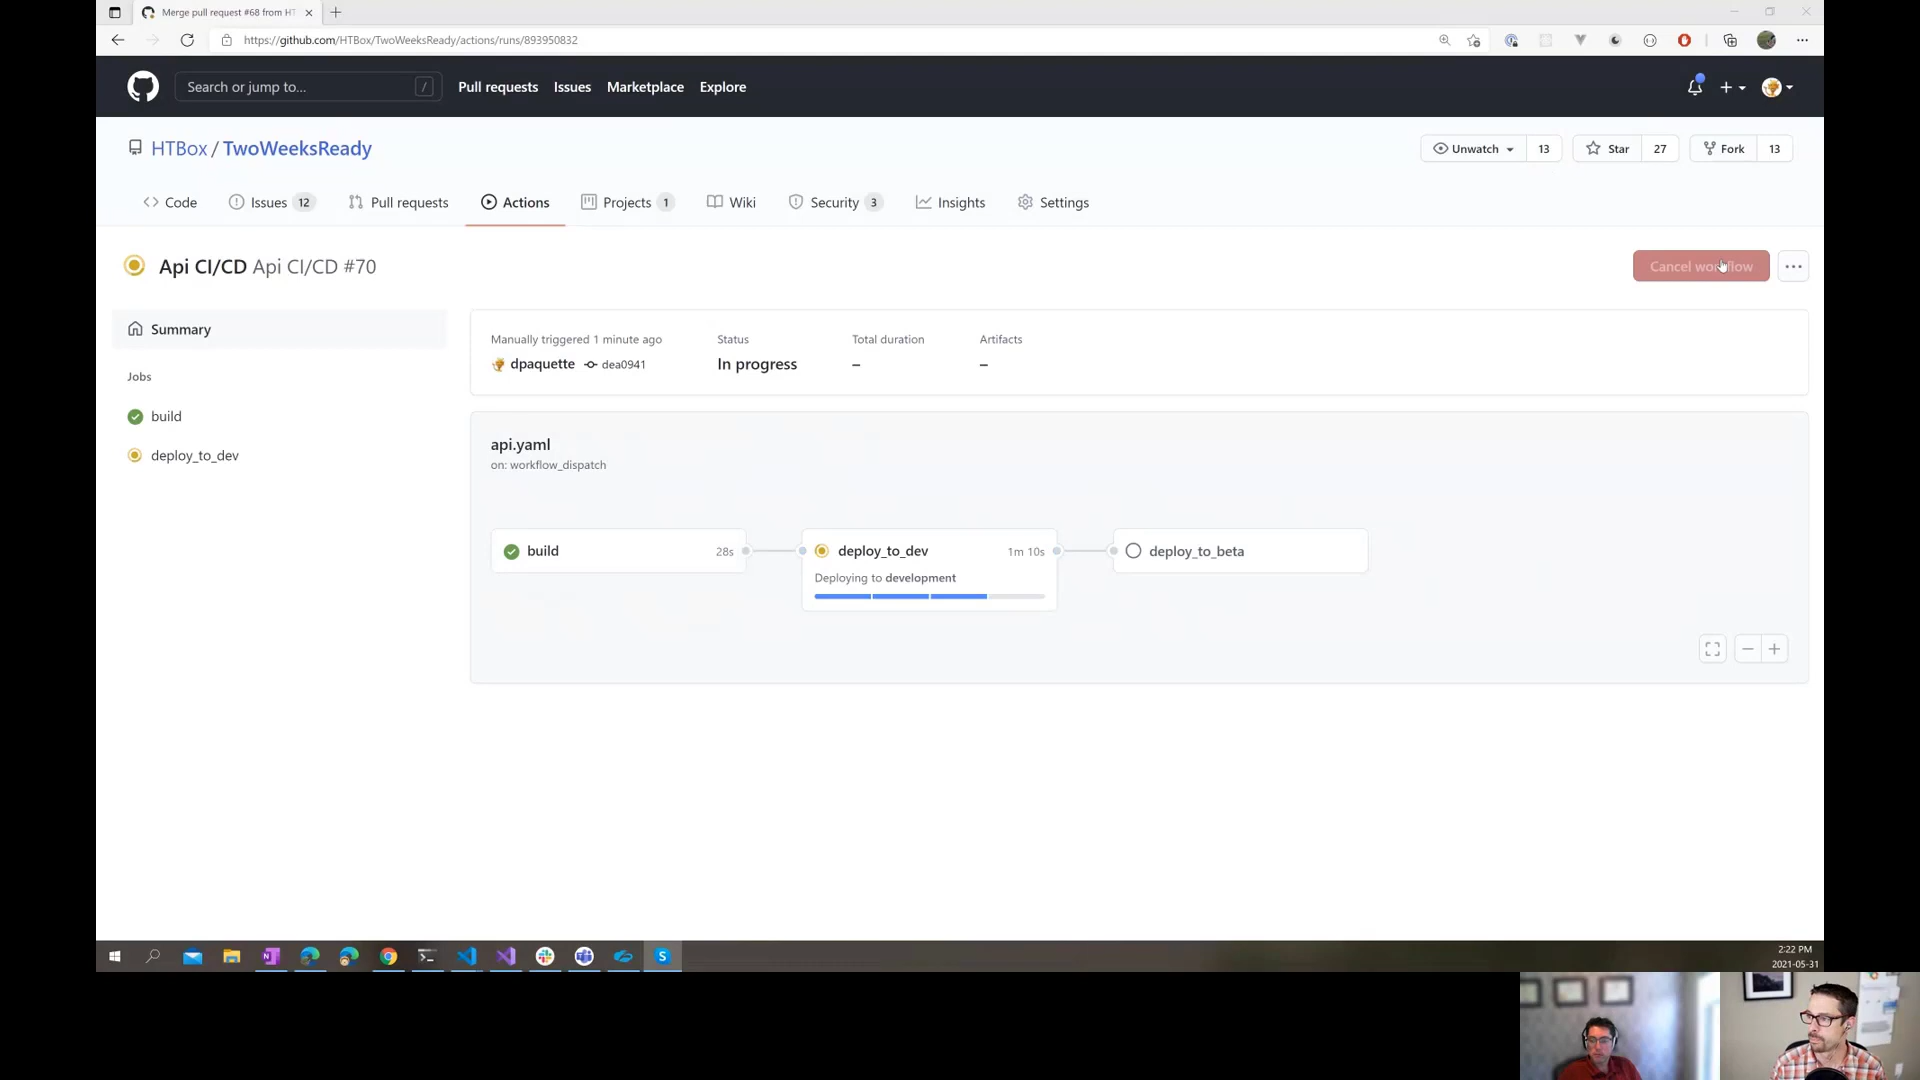 Merge pull request #68 from HT
https://github.com/HTBox/TwoWeeksReady/actions/runs/893950832
Search or jump to...
/
Pull requests
Issues
Marketplace
Explore
HTBox / TwoWeeksReady
Unwatch 13
Star 27
Fork 13
Code
Issues 12
Pull requests
Actions
Projects 1
Wiki
Security 3
Insights
Settings
Api CI/CD Api CI/CD #70
Cancel workflow
Summary
Manually triggered 1 minute ago
Status
Total duration
Artifacts
dpaquette dea0941
In progress
–
–
Jobs
build
deploy_to_dev
api.yaml
on: workflow_dispatch
build 28s
deploy_to_dev 1m 10s
Deploying to development
deploy_to_beta
2:22 PM
2021-05-31